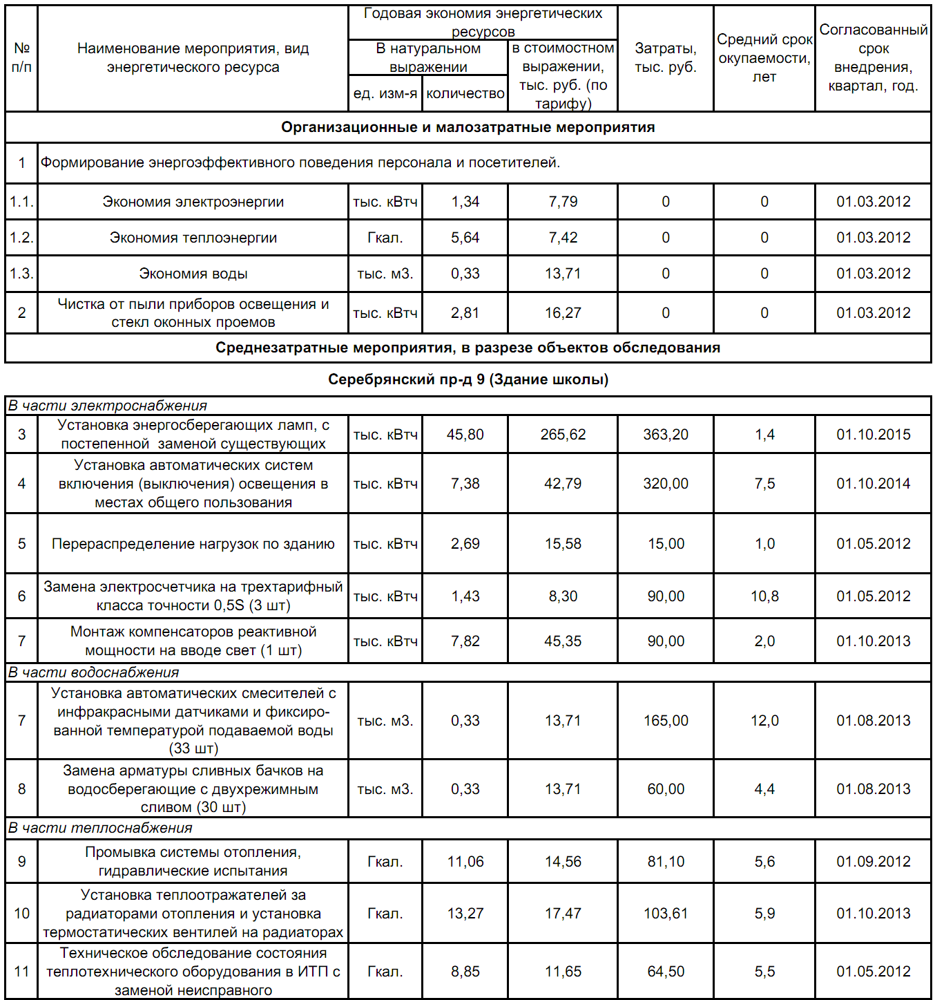 № п/п
Наименование мероприятия, вид энергетического ресурса
Годовая экономия энергетических ресурсов
В натуральном выражении
ед. изм-я
количество
в стоимостном выражении, тыс. руб. (по тарифу)
Затраты, тыс. руб.
Средний срок окупаемости, лет
Согласованный срок внедрения, квартал, год.
Организационные и малозатратные мероприятия
1 Формирование энергоэффективного поведения персонала и посетителей.
1.1. Экономия электроэнергии тыс. кВтч 1,34 7,79 0 0 01.03.2012
1.2. Экономия теплоэнергии Гкал. 5,64 7,42 0 0 01.03.2012
1.3. Экономия воды тыс. м3. 0,33 13,71 0 0 01.03.2012
2 Чистка от пыли приборов освещения и
стекл оконных проемов тыс. кВтч 2,81 16,27 0 0 01.03.2012
Среднезатратные мероприятия, в разрезе объектов обследования
Серебрянский пр-д 9 (Здание школы)
В части электроснабжения
3 Установка энергосберегающих ламп, с
постепенной заменой существующих тыс. кВтч 45,80 265,62 363,20 1,4 01.10.2015
Установка автоматических систем
4 включения (выключения) освещения в тыс. кВтч 7,38 42,79 320,00 7,5 01.10.2014
местах общего пользования
5 Перераспределение нагрузок по зданию тыс. кВтч 2,69 15,58 15,00 1,0 01.05.2012
6 Замена электросчетчика на трехтарифный
класса точности 0,5S (3 шт) тыс. кВтч 1,43 8,30 90,00 10,8 01.05.2012
7 Монтаж компенсаторов реактивной
мощности на вводе свет (1 шт) тыс. кВтч 7,82 45,35 90,00 2,0 01.10.2013
В части водоснабжения
7 Установка автоматических смесителей с
инфракрасными датчиками и фиксиро-
ванной температурой подаваемой воды
(33 шт) тыс. м3. 0,33 13,71 165,00 12,0 01.08.2013
Замена арматуры сливных бачков на
8 водосберегающие с двухрежимным тыс. м3. 0,33 13,71 60,00 4,4 01.08.2013
сливом (30 шт)
В части теплоснабжения
9 Промывка системы отопления,
гидравлические испытания Гкал. 11,06 14,56 81,10 5,6 01.09.2012
Установка теплоотражателей за
10 радиаторами отопления и установка Гкал. 13,27 17,47 103,61 5,9 01.10.2013
термостатических вентилей на радиаторах
Техническое обследование состояния
11 теплотехнического оборудования в ИТП с Гкал. 8,85 11,65 64,50 5,5 01.05.2012
заменой неисправного